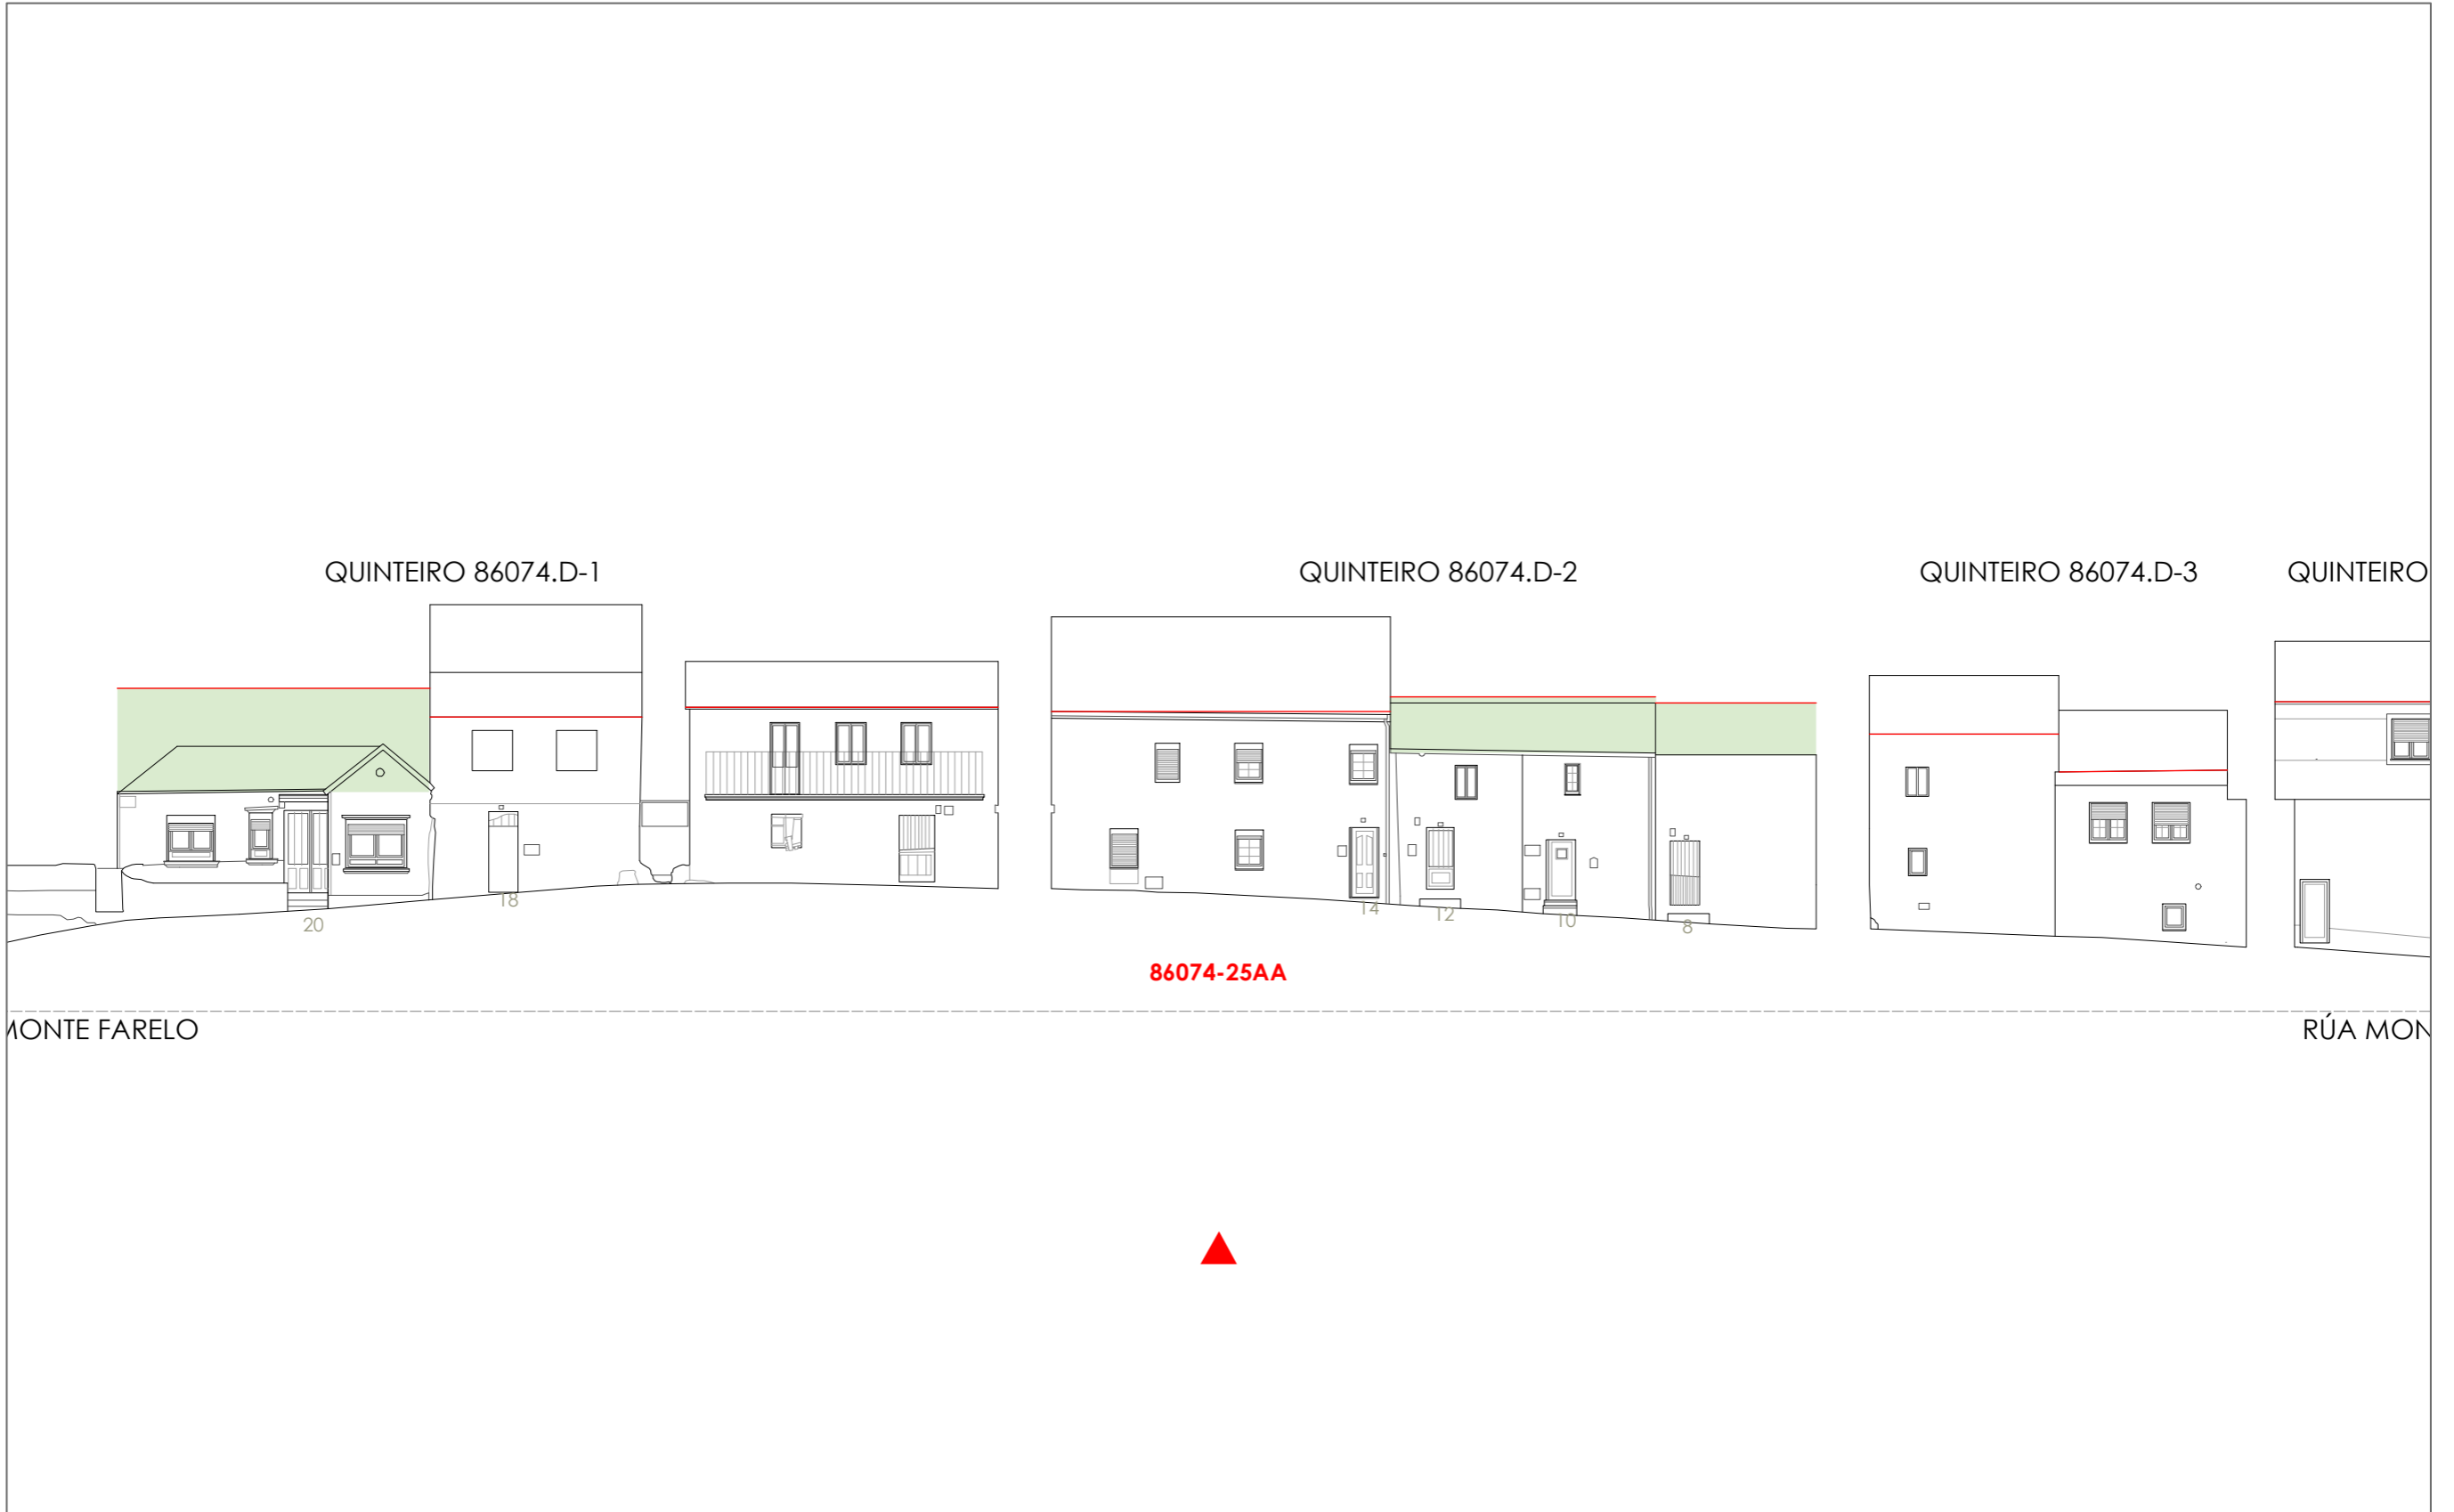 QUINTEIRO 86074.D-1
QUINTEIRO 86074.D-2
QUINTEIRO 86074.D-3
QUINTEIRO
20
18
14
12
10
8
86074-25AA
MONTE FARELO
RÚA MON